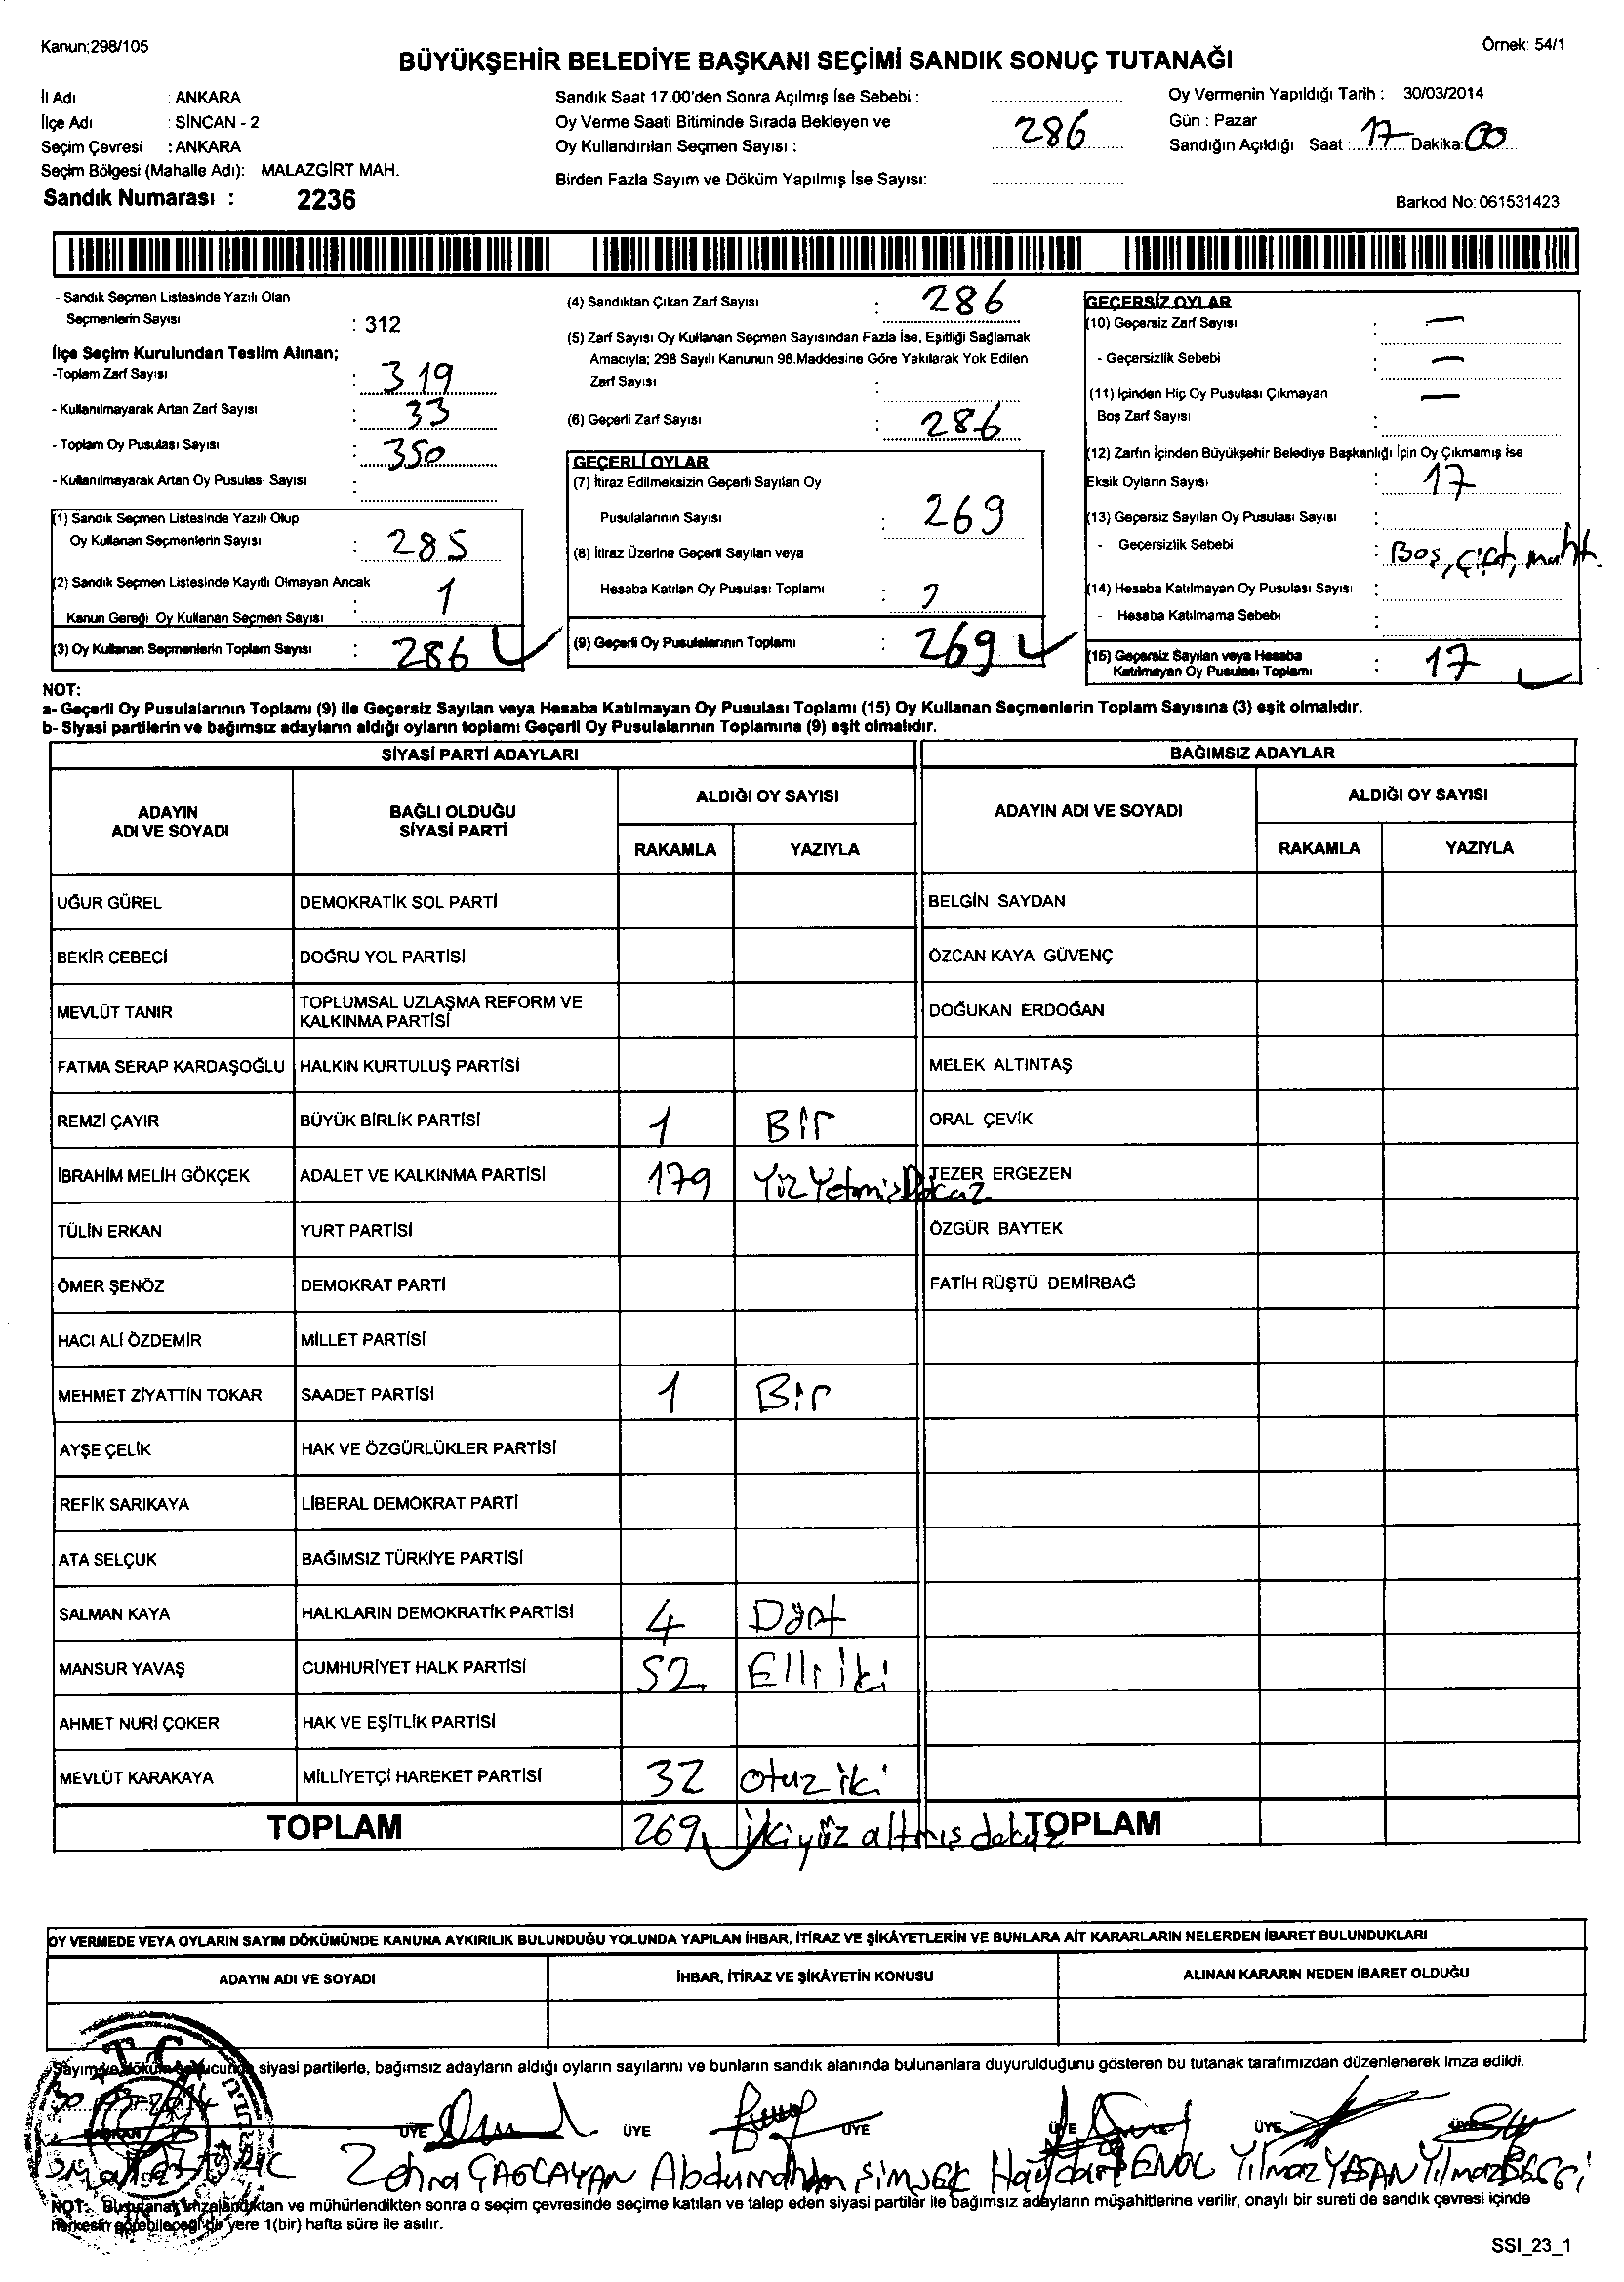 Kanun:298/105
Örnek: 54/1
BÜYÜKŞEHİR BELEDİYE BAŞKANI SEÇİMİ SANDIK SONUÇ TUTANAĞI
İl Adı : ANKARA
İlçe Adı : SİNCAN - 2
Seçim Çevresi : ANKARA
Seçim Bölgesi (Mahalle Adı): MALAZGİRT MAH.
Sandık Numarası : 2236
Sandık Saat 17.00'den Sonra Açılmış İse Sebebi :
Oy Verme Saati Bitiminde Sırada Bekleyen ve
Oy Kullandırılan Seçmen Sayısı : 286
Birden Fazla Sayım ve Döküm Yapılmış İse Sayısı:
Oy Vermenin Yapıldığı Tarih : 30/03/2014
Gün : Pazar
Sandığın Açıldığı Saat : 17 Dakika: 00
Barkod No: 061531423
- Sandık Seçmen Listesinde Yazılı Olan
Seçmenlerin Sayısı : 312
İlçe Seçim Kurulundan Teslim Alınan;
-Toplam Zarf Sayısı : 319
- Kullanılmayarak Artan Zarf Sayısı : 33
- Toplam Oy Pusulası Sayısı : 350
- Kullanılmayarak Artan Oy Pusulası Sayısı :
(1) Sandık Seçmen Listesinde Yazılı Olup
Oy Kullanan Seçmenlerin Sayısı : 285
(2) Sandık Seçmen Listesinde Kayıtlı Olmayan Ancak
Kanun Gereği Oy Kullanan Seçmen Sayısı : 1
(3) Oy Kullanan Seçmenlerin Toplam Sayısı : 286
(4) Sandıktan Çıkan Zarf Sayısı : 286
(5) Zarf Sayısı Oy Kullanan Seçmen Sayısından Fazla İse, Eşitliği Sağlamak
Amacıyla; 298 Sayılı Kanunun 98.Maddesine Göre Yakılarak Yok Edilen
Zarf Sayısı :
(6) Geçerli Zarf Sayısı : 286
GEÇERLİ OYLAR
(7) İtiraz Edilmeksizin Geçerli Sayılan Oy
Pusulalarının Sayısı : 269
(8) İtiraz Üzerine Geçerli Sayılan veya
Hesaba Katılan Oy Pusulası Toplamı :
(9) Geçerli Oy Pusulalarının Toplamı : 269
GEÇERSİZ OYLAR
(10) Geçersiz Zarf Sayısı : —
- Geçersizlik Sebebi : —
(11) İçinden Hiç Oy Pusulası Çıkmayan —
Boş Zarf Sayısı :
(12) Zarfın İçinden Büyükşehir Belediye Başkanlığı İçin Oy Çıkmamış ise
Eksik Oyların Sayısı : 17
(13) Geçersiz Sayılan Oy Pusulası Sayısı :
- Geçersizlik Sebebi : Boş, Çift,
(14) Hesaba Katılmayan Oy Pusulası Sayısı :
- Hesaba Katılmama Sebebi :
(15) Geçersiz Sayılan veya Hesaba
Katılmayan Oy Pusulası Toplamı : 17
NOT:
a- Geçerli Oy Pusulalarının Toplamı (9) ile Geçersiz Sayılan veya Hesaba Katılmayan Oy Pusulası Toplamı (15) Oy Kullanan Seçmenlerin Toplam Sayısına (3) eşit olmalıdır.
b- Siyasi partilerin ve bağımsız adayların aldığı oyların toplamı Geçerli Oy Pusulalarının Toplamına (9) eşit olmalıdır.
SİYASİ PARTİ ADAYLARI
BAĞIMSIZ ADAYLAR
ADAYIN
ADI VE SOYADI
BAĞLI OLDUĞU
SİYASİ PARTİ
ALDIĞI OY SAYISI
RAKAMLA YAZIYLA
ADAYIN ADI VE SOYADI
ALDIĞI OY SAYISI
RAKAMLA YAZIYLA
UĞUR GÜREL DEMOKRATİK SOL PARTİ BELGİN SAYDAN
BEKİR CEBECİ DOĞRU YOL PARTİSİ ÖZCAN KAYA GÜVENÇ
MEVLÜT TANIR TOPLUMSAL UZLAŞMA REFORM VE
KALKINMA PARTİSİ DOĞUKAN ERDOĞAN
FATMA SERAP KARDAŞOĞLU HALKIN KURTULUŞ PARTİSİ MELEK ALTINTAŞ
REMZİ ÇAYIR BÜYÜK BİRLİK PARTİSİ 1 Bir ORAL ÇEVİK
İBRAHİM MELİH GÖKÇEK ADALET VE KALKINMA PARTİSİ 179 Yüz Yetmiş Dokuz TEZER ERGEZEN
TÜLİN ERKAN YURT PARTİSİ ÖZGÜR BAYTEK
ÖMER ŞENÖZ DEMOKRAT PARTİ FATİH RÜŞTÜ DEMİRBAĞ
HACI ALİ ÖZDEMİR MİLLET PARTİSİ
MEHMET ZİYATTİN TOKAR SAADET PARTİSİ 1 Bir
AYŞE ÇELİK HAK VE ÖZGÜRLÜKLER PARTİSİ
REFİK SARIKAYA LİBERAL DEMOKRAT PARTİ
ATA SELÇUK BAĞIMSIZ TÜRKİYE PARTİSİ
SALMAN KAYA HALKLARIN DEMOKRATİK PARTİSİ 4 Dört
MANSUR YAVAŞ CUMHURİYET HALK PARTİSİ 52 Elli iki
AHMET NURİ ÇOKER HAK VE EŞİTLİK PARTİSİ
MEVLÜT KARAKAYA MİLLİYETÇİ HAREKET PARTİSİ 32 Otuz iki
TOPLAM 269 İkiyüz altmış dokuz TOPLAM
OY VERMEDE VEYA OYLARIN SAYIM DÖKÜMÜNDE KANUNA AYKIRILIK BULUNDUĞU YOLUNDA YAPILAN İHBAR, İTİRAZ VE ŞİKÂYETLERİN VE BUNLARA AİT KARARLARIN NELERDEN İBARET BULUNDUKLARI
ADAYIN ADI VE SOYADI İHBAR, İTİRAZ VE ŞİKÂYETİN KONUSU ALINAN KARARIN NEDEN İBARET OLDUĞU
siyasi partilerle, bağımsız adayların aldığı oyların sayılarını ve bunların sandık alanında bulunanlara duyurulduğunu gösteren bu tutanak tarafımızdan düzenlenerek imza edildi.
ÜYE ÜYE ÜYE ÜYE ÜYE
Zehra ÇAĞLAYAN Abdurrahim ŞİMŞEK Haydar ŞENOL Yılmaz YAŞAN Yılmaz
NOT: Bu tutanak imzalandıktan ve mühürlendikten sonra o seçim çevresinde seçime katılan ve talep eden siyasi partiler ile bağımsız adayların müşahitlerine verilir, onaylı bir sureti de sandık çevresi içinde
herkesin görebileceği bir yere 1(bir) hafta süre ile asılır.
SSI_23_1